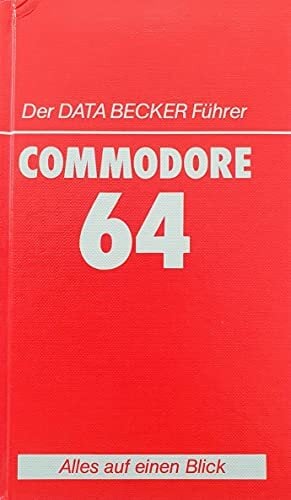 Der DATA BECKER Führer
COMMODORE
64
Alles auf einen Blick